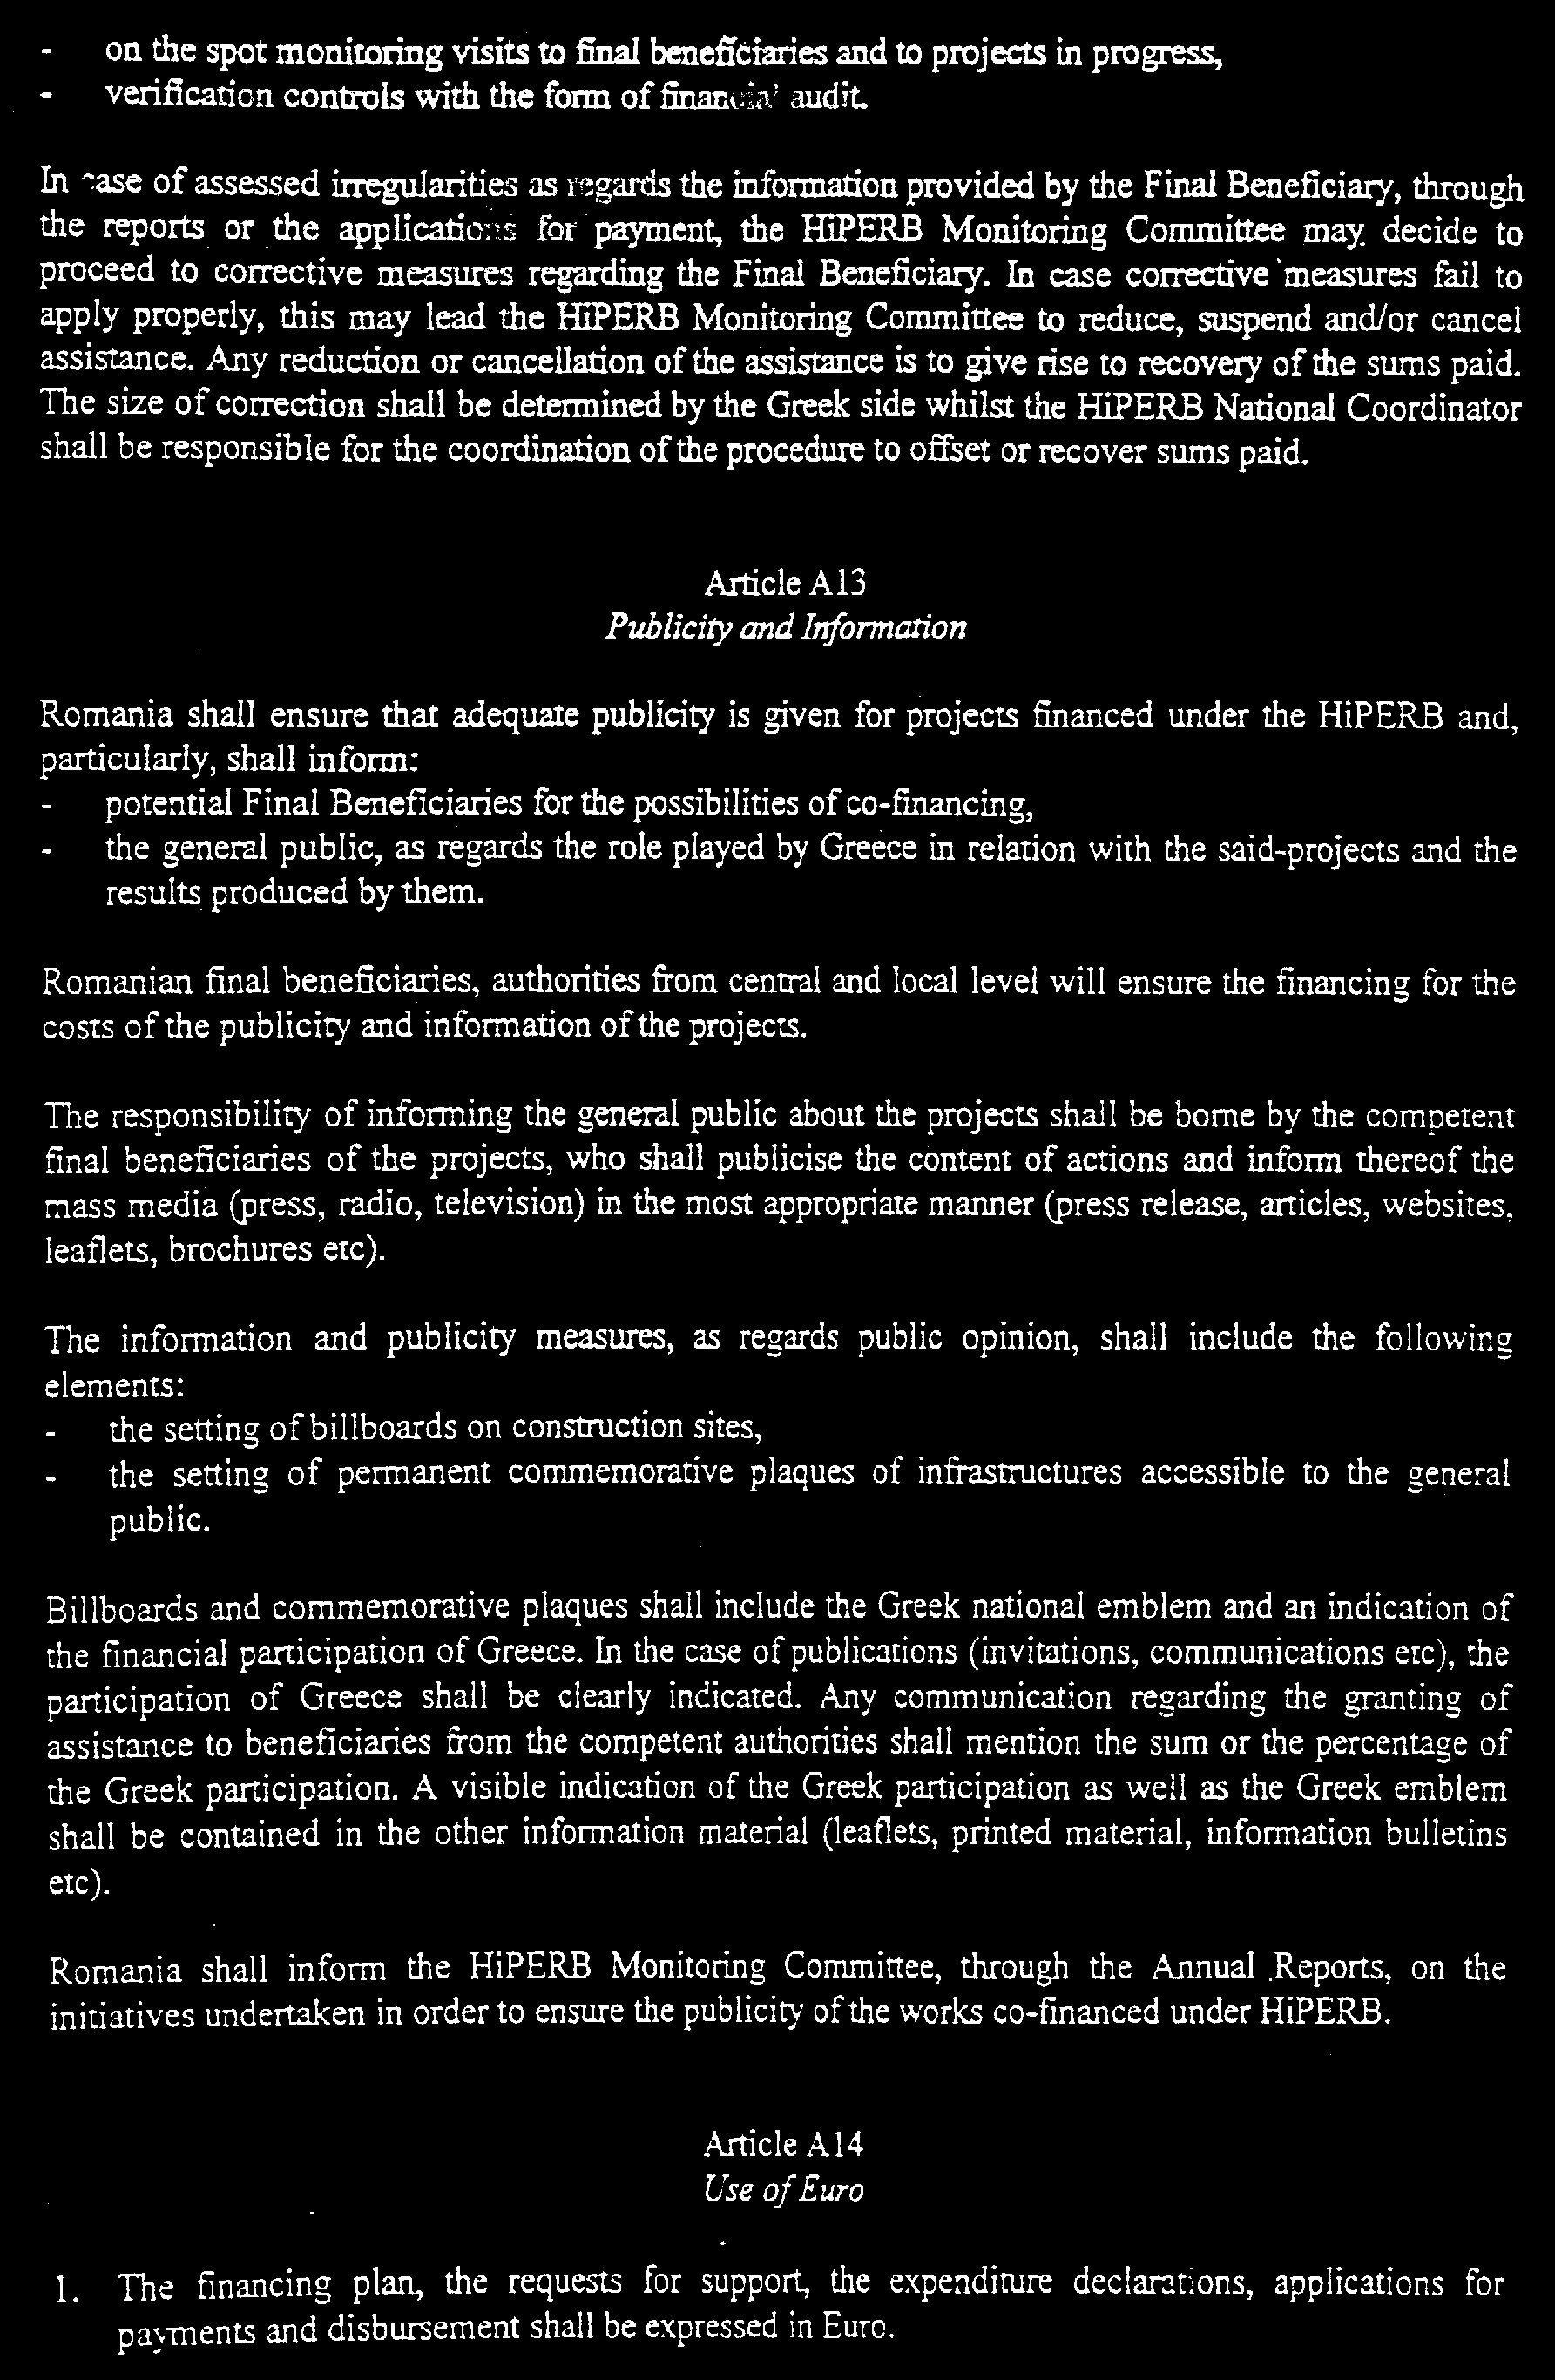 - on the spot monitoring visits to final beneficiaries and to projects in progress,
- verification controls with the form of financial audit.
In case of assessed irregularities as regards the information provided by the Final Beneficiary, through
the reports or the applications for payment, the HiPERB Monitoring Committee may decide to
proceed to corrective measures regarding the Final Beneficiary. In case corrective measures fail to
apply properly, this may lead the HiPERB Monitoring Committee to reduce, suspend and/or cancel
assistance. Any reduction or cancellation of the assistance is to give rise to recovery of the sums paid.
The size of correction shall be determined by the Greek side whilst the HiPERB National Coordinator
shall be responsible for the coordination of the procedure to offset or recover sums paid.
Article A13
Publicity and Information
Romania shall ensure that adequate publicity is given for projects financed under the HiPERB and,
particularly, shall inform:
- potential Final Beneficiaries for the possibilities of co-financing,
- the general public, as regards the role played by Greece in relation with the said-projects and the
results produced by them.
Romanian final beneficiaries, authorities from central and local level will ensure the financing for the
costs of the publicity and information of the projects.
The responsibility of informing the general public about the projects shall be borne by the competent
final beneficiaries of the projects, who shall publicise the content of actions and inform thereof the
mass media (press, radio, television) in the most appropriate manner (press release, articles, websites,
leaflets, brochures etc).
The information and publicity measures, as regards public opinion, shall include the following
elements:
- the setting of billboards on construction sites,
- the setting of permanent commemorative plaques of infrastructures accessible to the general
public.
Billboards and commemorative plaques shall include the Greek national emblem and an indication of
the financial participation of Greece. In the case of publications (invitations, communications etc), the
participation of Greece shall be clearly indicated. Any communication regarding the granting of
assistance to beneficiaries from the competent authorities shall mention the sum or the percentage of
the Greek participation. A visible indication of the Greek participation as well as the Greek emblem
shall be contained in the other information material (leaflets, printed material, information bulletins
etc).
Romania shall inform the HiPERB Monitoring Committee, through the Annual Reports, on the
initiatives undertaken in order to ensure the publicity of the works co-financed under HiPERB.
Article A14
Use of Euro
1. The financing plan, the requests for support, the expenditure declarations, applications for
payments and disbursement shall be expressed in Euro.